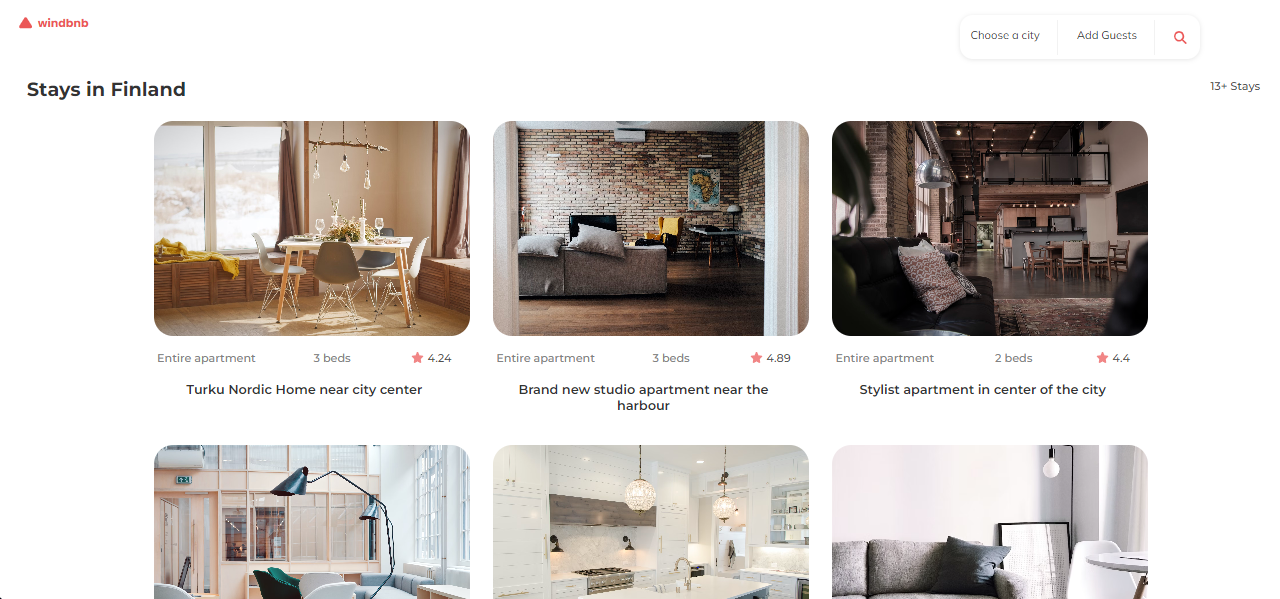 windbnb
Choose a city
Add Guests
Stays in Finland
13+ Stays
Entire apartment 3 beds 4.24
Turku Nordic Home near city center
Entire apartment 3 beds 4.89
Brand new studio apartment near the
harbour
Entire apartment 2 beds 4.4
Stylist apartment in center of the city